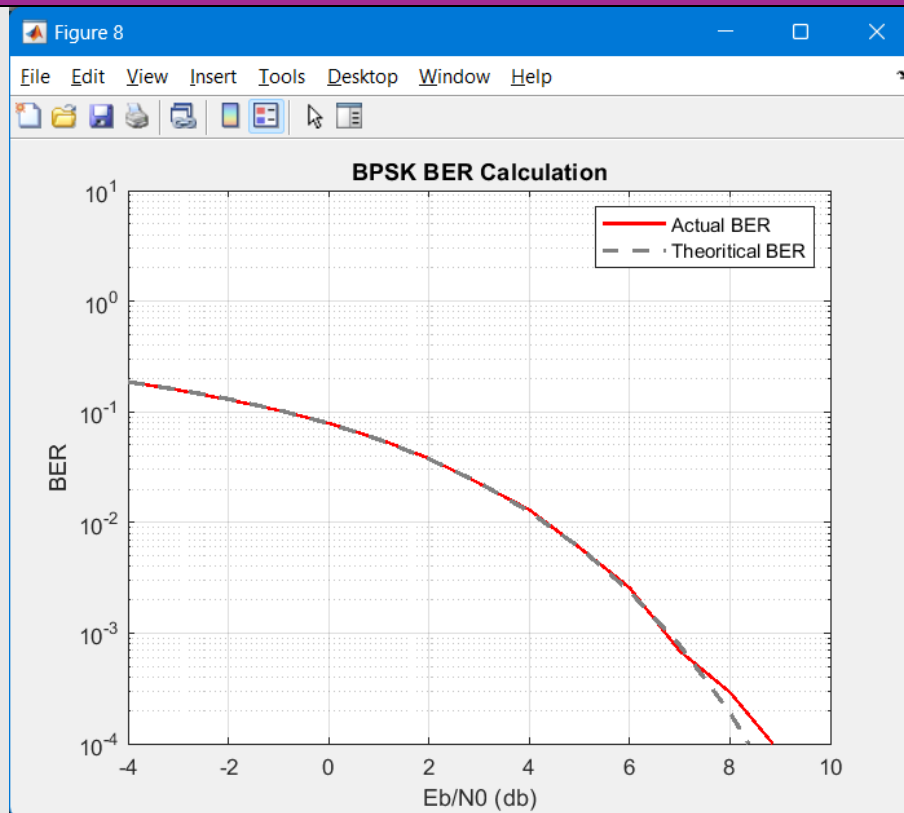 Figure 8
File Edit View Insert Tools Desktop Window Help
BPSK BER Calculation
Actual BER
Theoritical BER
10^1
10^0
10^-1
10^-2
10^-3
10^-4
BER
-4 -2 0 2 4 6 8 10
Eb/N0 (db)